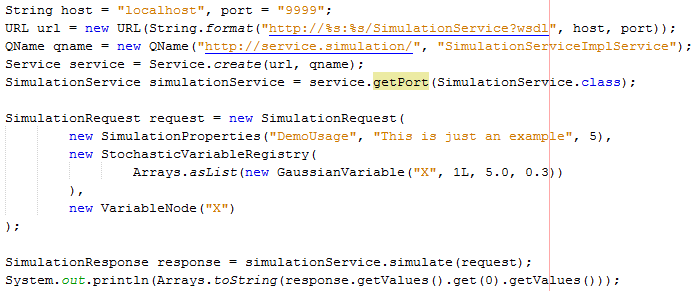 String host = "localhost", port = "9999";
URL url = new URL(String.format("http://%s:%s/SimulationService?wsdl", host, port));
QName qname = new QName("http://service.simulation/", "SimulationServiceImplService");
Service service = Service.create(url, qname);
SimulationService simulationService = service.getPort(SimulationService.class);
SimulationRequest request = new SimulationRequest(
new SimulationProperties("DemoUsage", "This is just an example", 5),
new StochasticVariableRegistry(
Arrays.asList(new GaussianVariable("X", 1L, 5.0, 0.3))
),
new VariableNode("X")
);
SimulationResponse response = simulationService.simulate(request);
System.out.println(Arrays.toString(response.getValues().get(0).getValues()));